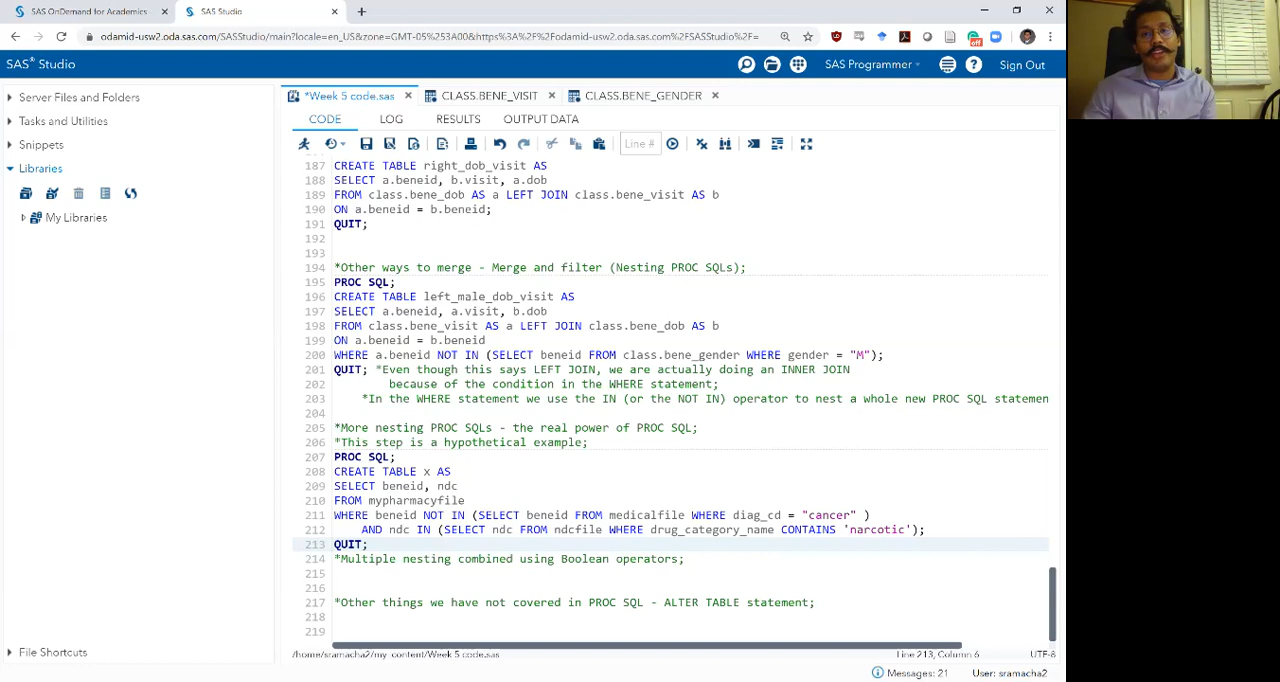 SAS OnDemand for Academics
SAS Studio
odamid-usw2.oda.sas.com/SASStudio/main?locale=en_US&zone=GMT-05%253A00&https%3A%2F%2Fodamid-usw2.oda.sas.com%2FSASStudio%2F=
off
SAS® Studio
SAS Programmer
Sign Out
Server Files and Folders
Tasks and Utilities
Snippets
Libraries
My Libraries
File Shortcuts
*Week 5 code.sas
CLASS.BENE_VISIT
CLASS.BENE_GENDER
CODE
LOG
RESULTS
OUTPUT DATA
Line #
187 CREATE TABLE right_dob_visit AS
188 SELECT a.beneid, b.visit, a.dob
189 FROM class.bene_dob AS a LEFT JOIN class.bene_visit AS b
190 ON a.beneid = b.beneid;
191 QUIT;
192
193
194 *Other ways to merge - Merge and filter (Nesting PROC SQLs);
195 PROC SQL;
196 CREATE TABLE left_male_dob_visit AS
197 SELECT a.beneid, a.visit, b.dob
198 FROM class.bene_visit AS a LEFT JOIN class.bene_dob AS b
199 ON a.beneid = b.beneid
200 WHERE a.beneid NOT IN (SELECT beneid FROM class.bene_gender WHERE gender = "M");
201 QUIT; *Even though this says LEFT JOIN, we are actually doing an INNER JOIN
202 because of the condition in the WHERE statement;
203 *In the WHERE statement we use the IN (or the NOT IN) operator to nest a whole new PROC SQL statemen
204
205 *More nesting PROC SQLs - the real power of PROC SQL;
206 *This step is a hypothetical example;
207 PROC SQL;
208 CREATE TABLE x AS
209 SELECT beneid, ndc
210 FROM mypharmacyfile
211 WHERE beneid NOT IN (SELECT beneid FROM medicalfile WHERE diag_cd = "cancer" )
212 AND ndc IN (SELECT ndc FROM ndcfile WHERE drug_category_name CONTAINS 'narcotic');
213 QUIT;
214 *Multiple nesting combined using Boolean operators;
215
216
217 *Other things we have not covered in PROC SQL - ALTER TABLE statement;
218
219
/home/sramacha2/my_content/Week 5 code.sas
Line 213, Column 6
UTF-8
Messages: 21
User: sramacha2